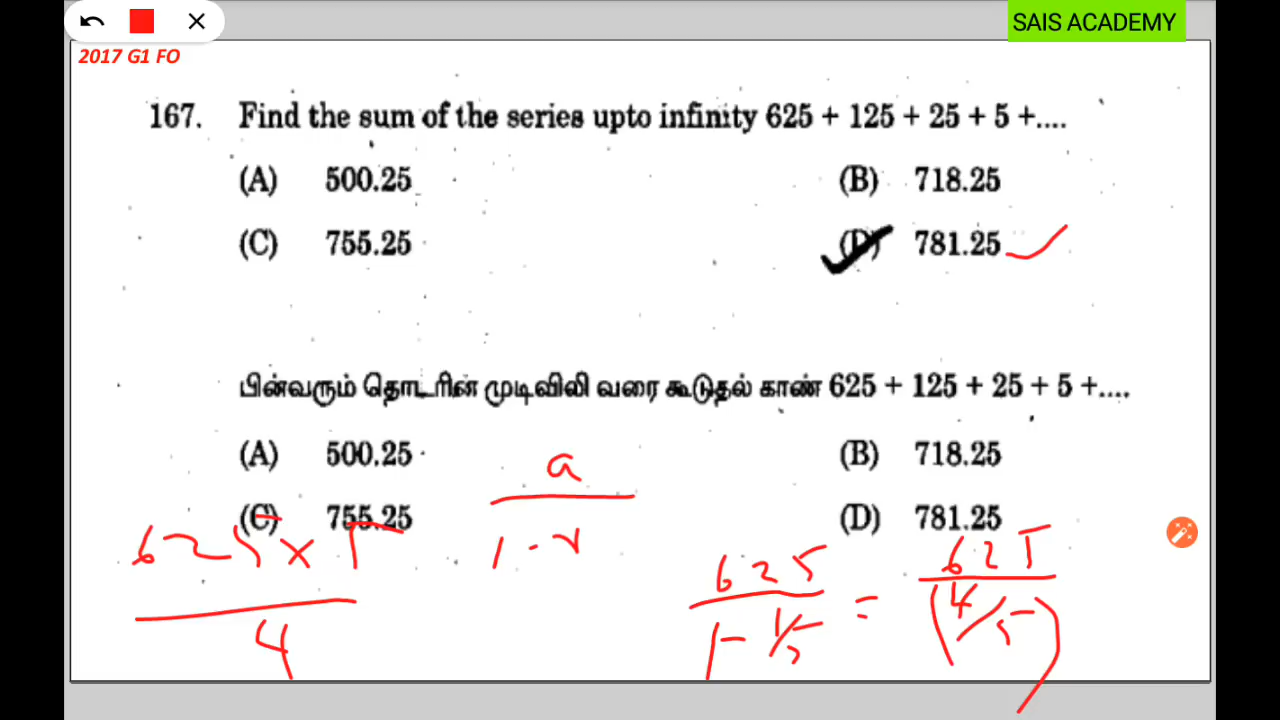 SAIS ACADEMY
2017 G1 FO
167. Find the sum of the series upto infinity 625 + 125 + 25 + 5 +....
(A) 500.25 (B) 718.25
(C) 755.25 (D) 781.25
பின்வரும் தொடரின் முடிவிலி வரை கூடுதல் காண் 625 + 125 + 25 + 5 +....
(A) 500.25 (B) 718.25
(C) 755.25 (D) 781.25
a
1 - r
625 × 5
4
625
1 - 1/5
=
625
(4/5)